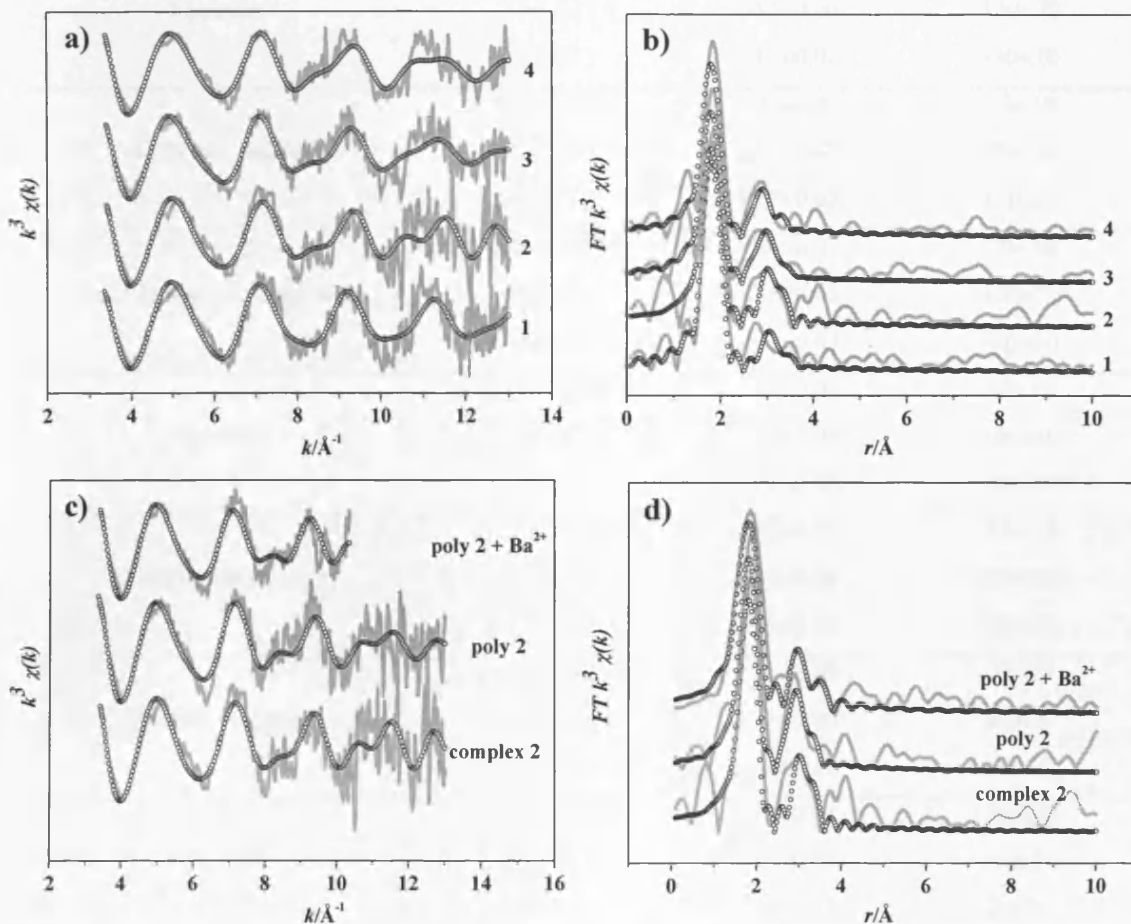 a)
4
3
2
1
k³ χ(k)
2 4 6 8 10 12 14
k/Å⁻¹
b)
4
3
2
1
FT k³ χ(k)
0 2 4 6 8 10
r/Å
c)
poly 2 + Ba²⁺
poly 2
complex 2
k³ χ(k)
4 6 8 10 12 14 16
k/Å⁻¹
d)
poly 2 + Ba²⁺
poly 2
complex 2
FT k³ χ(k)
0 2 4 6 8 10
r/Å